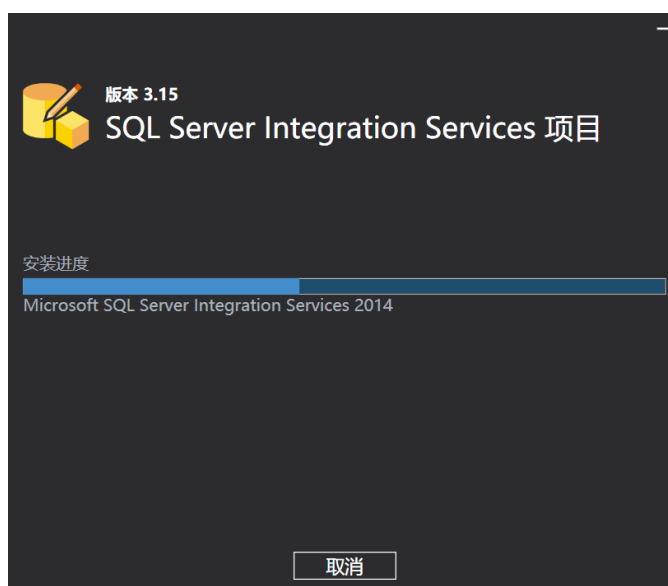 版本 3.15
SQL Server Integration Services 项目
安装进度
Microsoft SQL Server Integration Services 2014
取消